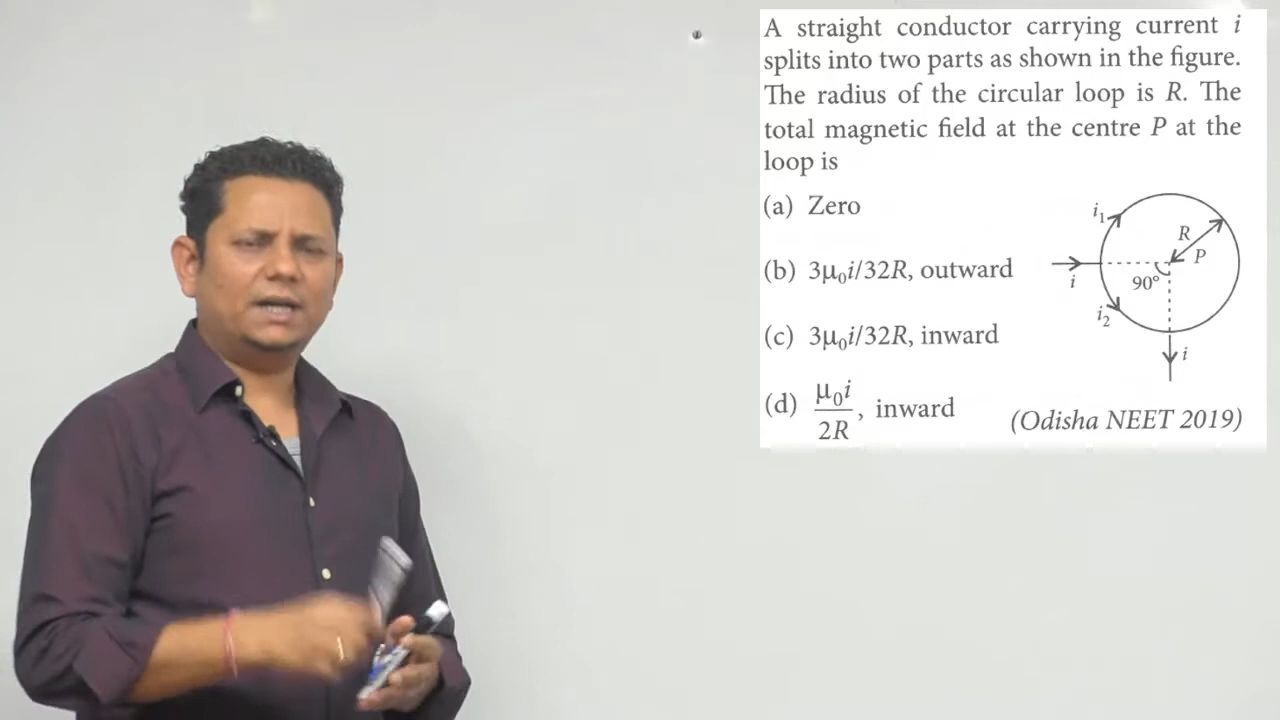 A straight conductor carrying current i
splits into two parts as shown in the figure.
The radius of the circular loop is R. The
total magnetic field at the centre P at the
loop is
(a) Zero
(b) 3μ₀i/32R, outward
(c) 3μ₀i/32R, inward
(d) μ₀i/2R, inward
i₁
R
P
i
90°
i₂
i
(Odisha NEET 2019)